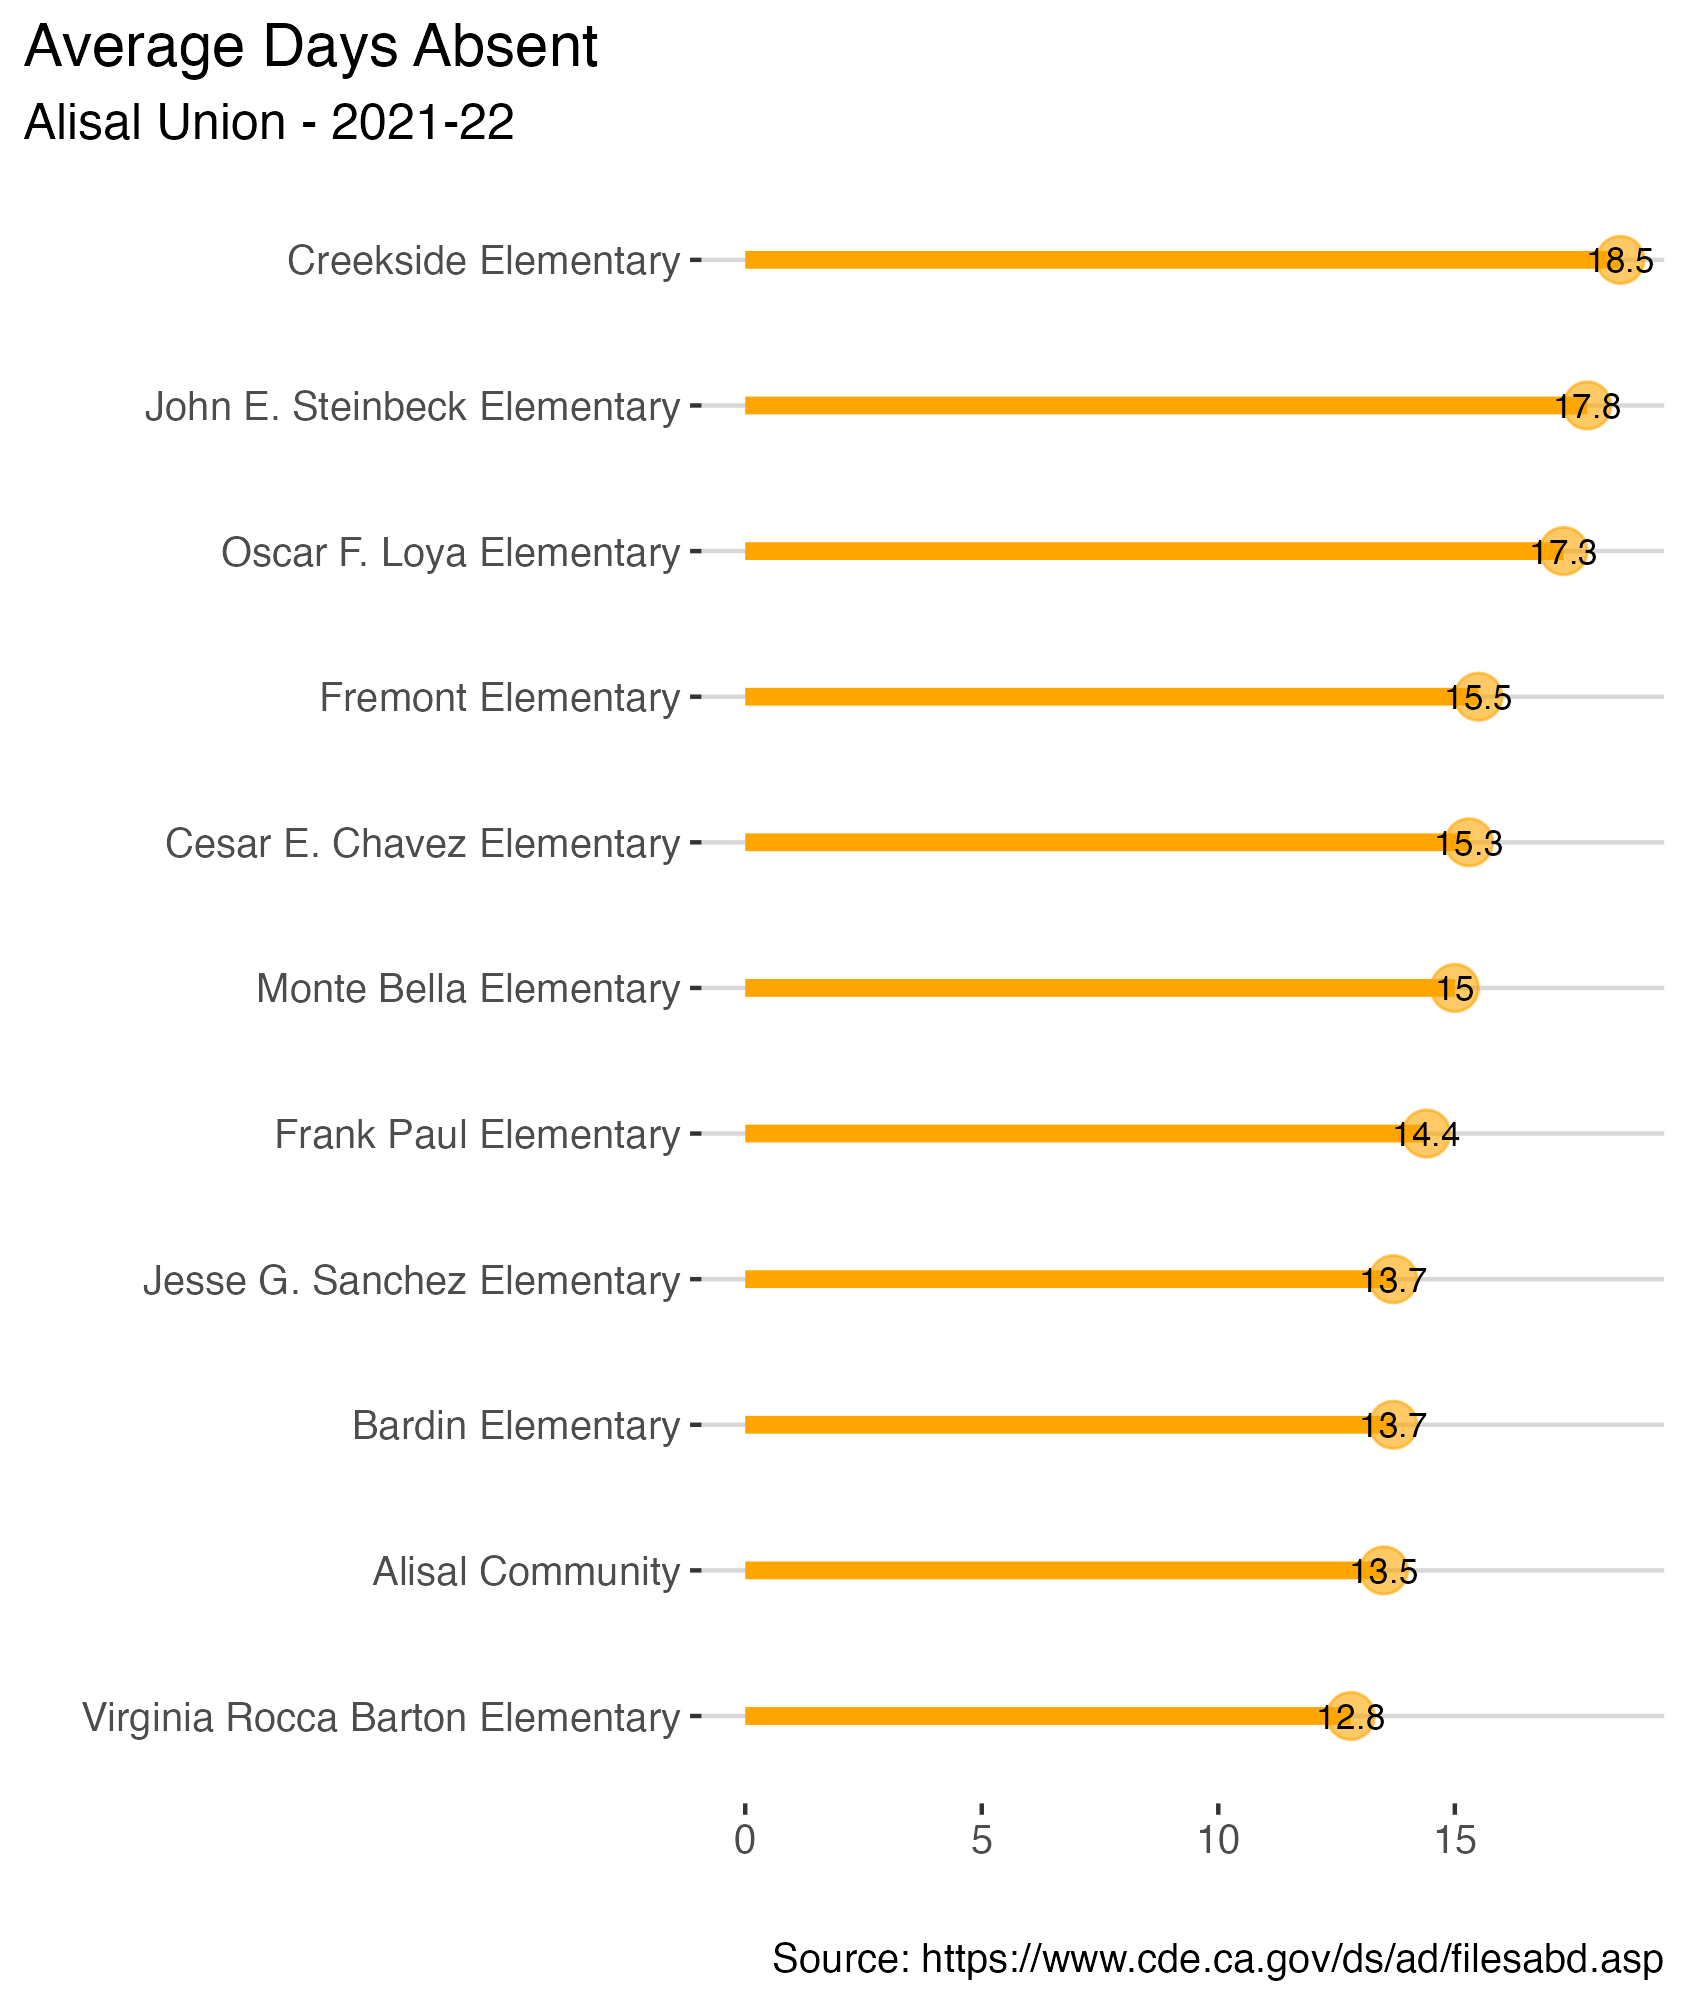 Average Days Absent
Alisal Union - 2021-22
Creekside Elementary 18.5
John E. Steinbeck Elementary 17.8
Oscar F. Loya Elementary 17.3
Fremont Elementary 15.5
Cesar E. Chavez Elementary 15.3
Monte Bella Elementary 15
Frank Paul Elementary 14.4
Jesse G. Sanchez Elementary 13.7
Bardin Elementary 13.7
Alisal Community 13.5
Virginia Rocca Barton Elementary 12.8
0 5 10 15
Source: https://www.cde.ca.gov/ds/ad/filesabd.asp